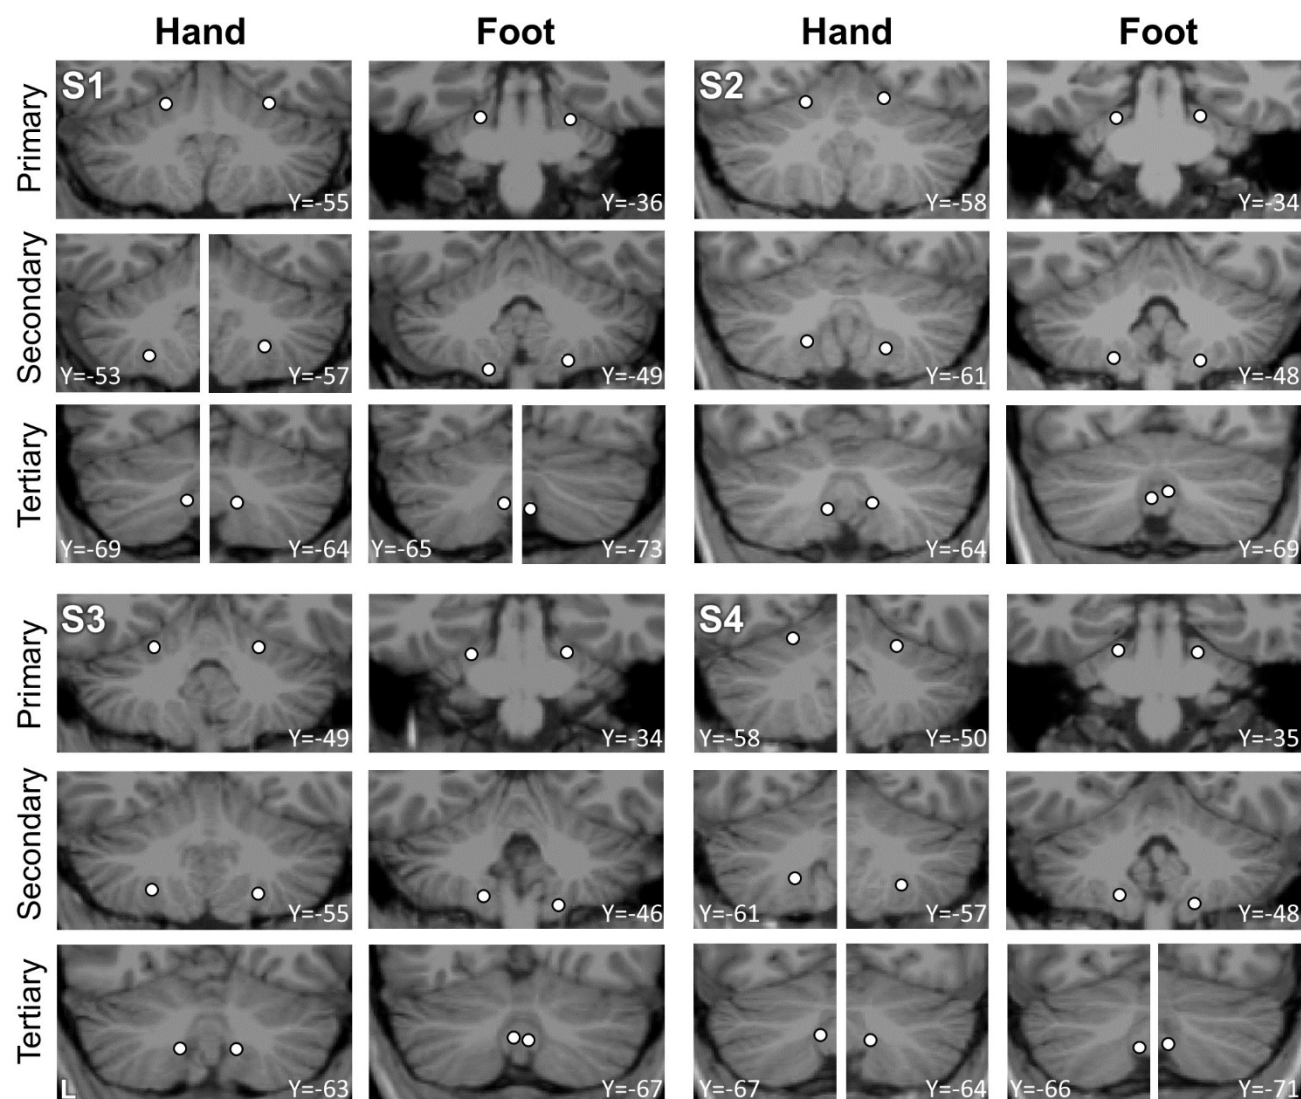 Hand Foot Hand Foot
Primary S1 Y=-55 Y=-36 S2 Y=-58 Y=-34
Secondary Y=-53 Y=-57 Y=-49 Y=-61 Y=-48
Tertiary Y=-69 Y=-64 Y=-65 Y=-73 Y=-64 Y=-69
Primary S3 Y=-49 Y=-34 S4 Y=-58 Y=-50 Y=-35
Secondary Y=-55 Y=-46 Y=-61 Y=-57 Y=-48
Tertiary L Y=-63 Y=-67 Y=-67 Y=-64 Y=-66 Y=-71